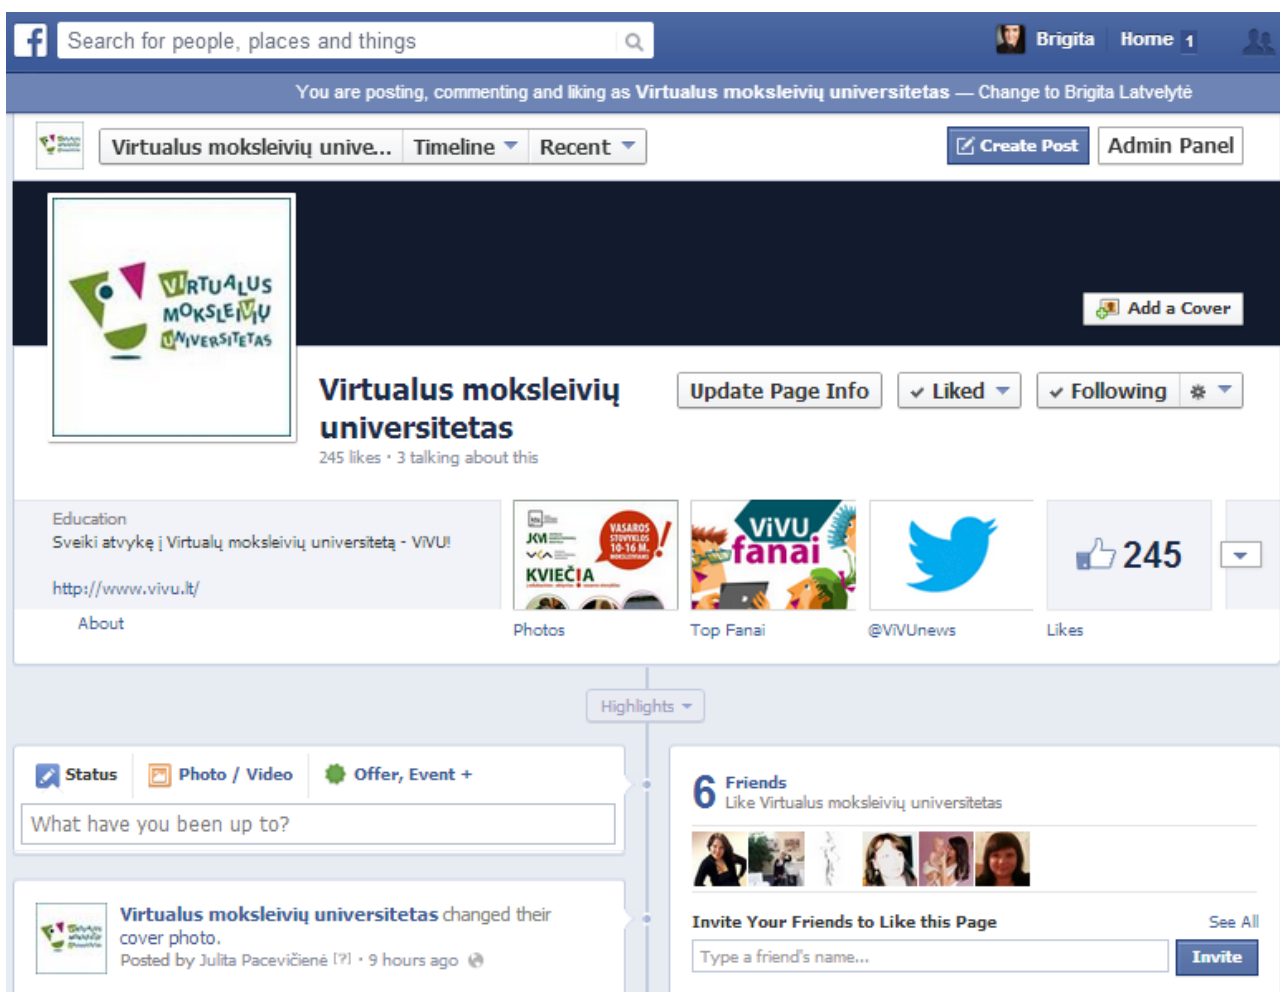 Search for people, places and things
Brigita Home 1
You are posting, commenting and liking as Virtualus moksleivių universitetas — Change to Brigita Latvelytė
Virtualus moksleivių unive... Timeline Recent
Create Post Admin Panel
VIRTUALUS
MOKSLEIVIŲ
UNIVERSITETAS
Add a Cover
Virtualus moksleivių
universitetas
245 likes · 3 talking about this
Update Page Info Liked Following
Education
Sveiki atvykę į Virtualų moksleivių universitetą - ViVU!
http://www.vivu.lt/
About
JKM
VASAROS
STOVYKLOS
10-16 M.
KVIEČIA
Photos
ViVU
fanai
Top Fanai
@ViVUnews
245
Likes
Highlights
Status Photo / Video Offer, Event +
What have you been up to?
Virtualus moksleivių universitetas changed their
cover photo.
Posted by Julita Pacevičienė [?] · 9 hours ago
6 Friends
Like Virtualus moksleivių universitetas
Invite Your Friends to Like this Page See All
Type a friend's name... Invite